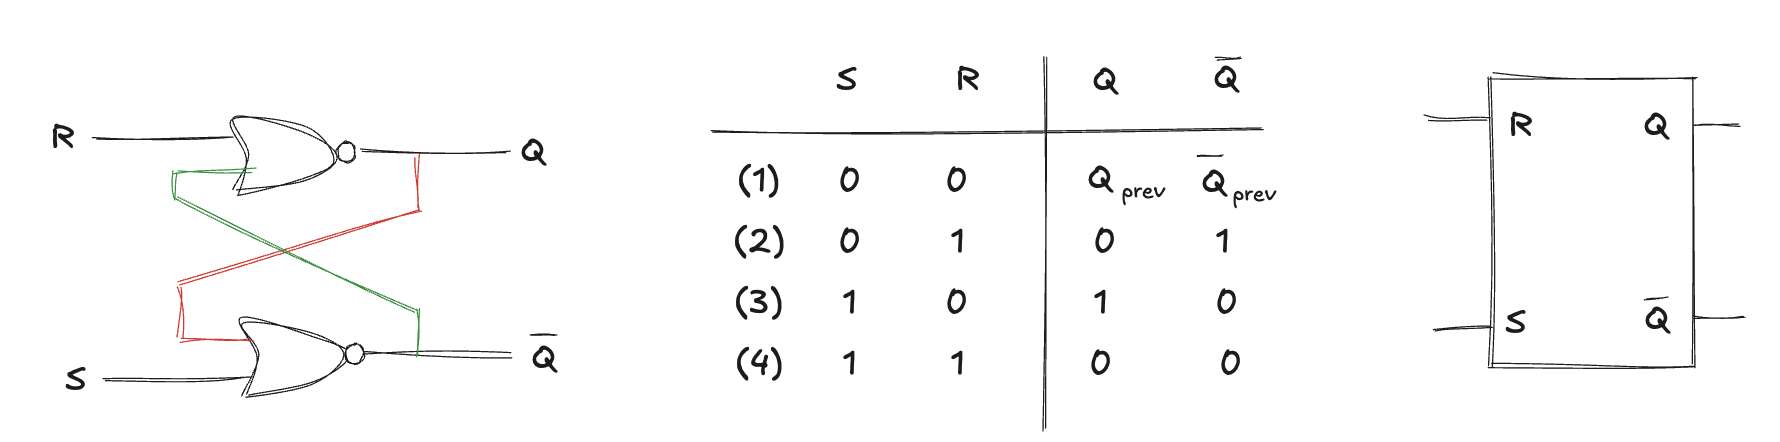 R
Q
S
Q̅
S R Q Q̅
(1) 0 0 Q prev Q̅ prev
(2) 0 1 0 1
(3) 1 0 1 0
(4) 1 1 0 0
R Q
S Q̅